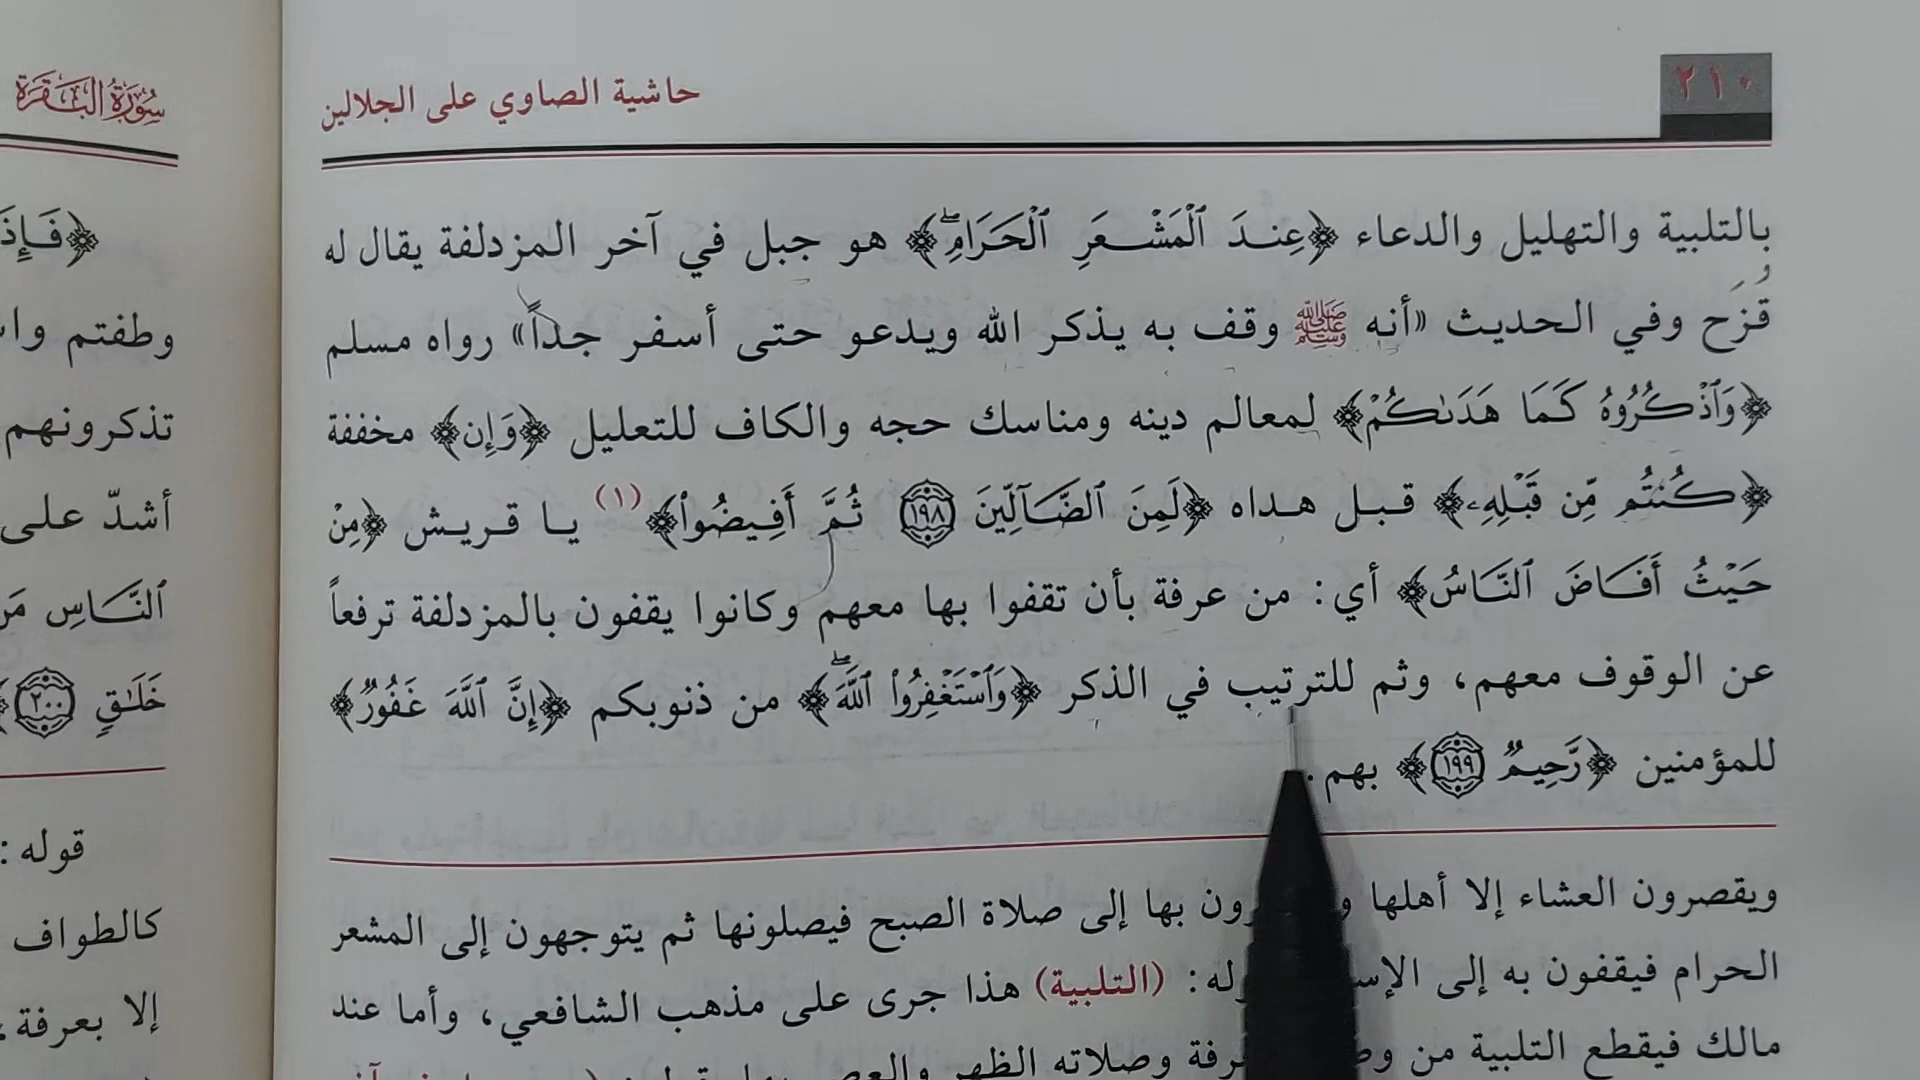 ٢١٠
حاشية الصاوي على الجلالين
بالتلبية والتهليل والدعاء ﴿عِندَ ٱلْمَشْعَرِ ٱلْحَرَامِۖ﴾ هو جبل في آخر المزدلفة يقال له
قُزَح وفي الحديث «أنه ﷺ وقف به يذكر الله ويدعو حتى أسفر جداً» رواه مسلم
﴿وَٱذْكُرُوهُ كَمَا هَدَىٰكُمْ﴾ لمعالم دينه ومناسك حجه والكاف للتعليل ﴿وَإِن﴾ مخففة
﴿كُنتُم مِّن قَبْلِهِۦ﴾ قبل هداه ﴿لَمِنَ ٱلضَّآلِّينَ ١٩٨ ثُمَّ أَفِيضُوا۟﴾ (١) يا قريش ﴿مِنْ
حَيْثُ أَفَاضَ ٱلنَّاسُ﴾ أي: من عرفة بأن تقفوا بها معهم وكانوا يقفون بالمزدلفة ترفعاً
عن الوقوف معهم، وثم للترتيب في الذكر ﴿وَٱسْتَغْفِرُوا۟ ٱللَّهَۖ﴾ من ذنوبكم ﴿إِنَّ ٱللَّهَ غَفُورٌ﴾
للمؤمنين ﴿رَّحِيمٌ ١٩٩﴾ بهم.
ويقصرون العشاء إلا أهلها بها إلى صلاة الصبح فيصلونها ثم يتوجهون إلى المشعر
الحرام فيقفون به إلى (التلبية) هذا جرى على مذهب الشافعي، وأما عند
مالك فيقطع التلبية من وصلاته الظهر والعصر
سُورَةُ البَقَرَة
﴿فَإِذَ
وطفتم
تذكرونهم
أشدّ على
ٱلنَّاسِ
خَلَـٰقٍ ٢٠٠
قوله:
كالطواف
إلا بعرفة،